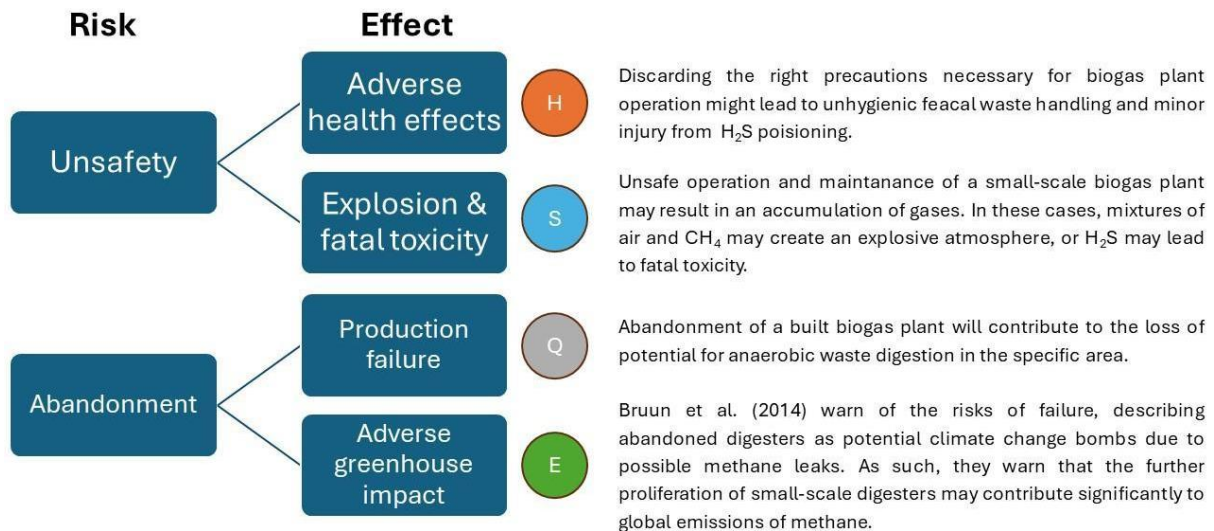 Risk
Effect
Unsafety
Adverse
health effects
H
Discarding the right precautions necessary for biogas plant
operation might lead to unhygienic feacal waste handling and minor
injury from H₂S poisioning.
Explosion &
fatal toxicity
S
Unsafe operation and maintanance of a small-scale biogas plant
may result in an accumulation of gases. In these cases, mixtures of
air and CH₄ may create an explosive atmosphere, or H₂S may lead
to fatal toxicity.
Abandonment
Production
failure
Q
Abandonment of a built biogas plant will contribute to the loss of
potential for anaerobic waste digestion in the specific area.
Adverse
greenhouse
impact
E
Bruun et al. (2014) warn of the risks of failure, describing
abandoned digesters as potential climate change bombs due to
possible methane leaks. As such, they warn that the further
proliferation of small-scale digesters may contribute significantly to
global emissions of methane.